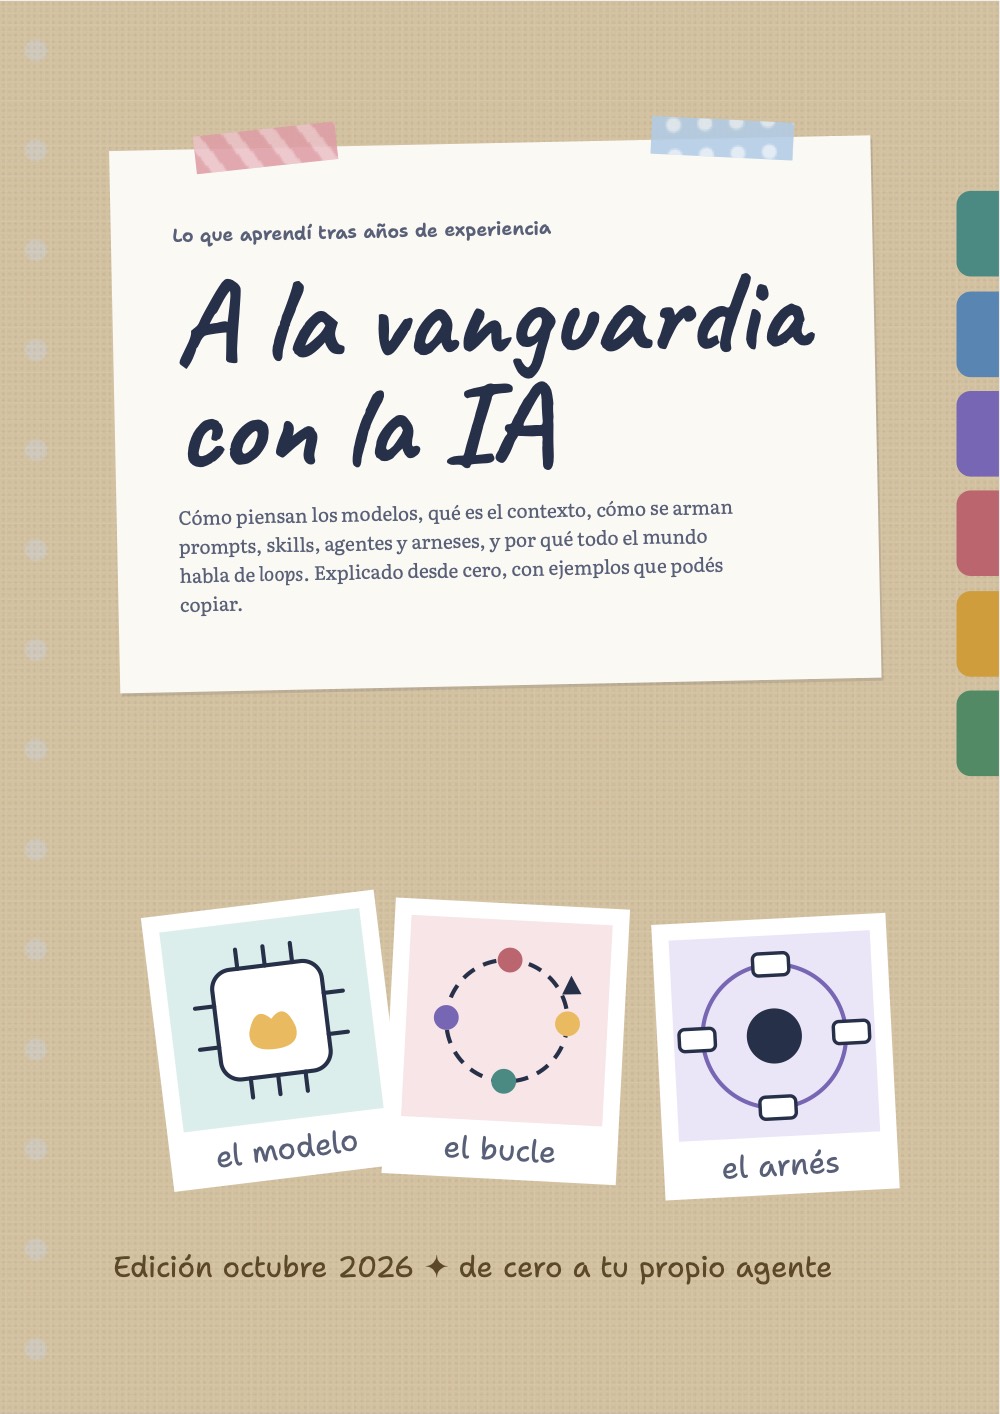 Lo que aprendí tras años de experiencia
A la vanguardia
con la IA
Cómo piensan los modelos, qué es el contexto, cómo se arman
prompts, skills, agentes y arneses, y por qué todo el mundo
habla de loops. Explicado desde cero, con ejemplos que podés
copiar.
el modelo
el bucle
el arnés
Edición octubre 2026 ✦ de cero a tu propio agente